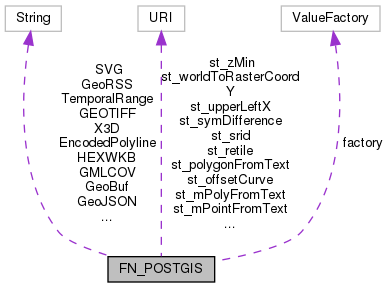 String
URI
ValueFactory
SVG
GeoRSS
TemporalRange
GEOTIFF
X3D
EncodedPolyline
HEXWKB
GMLCOV
GeoBuf
GeoJSON
...
st_zMin
st_worldToRasterCoord
Y
st_upperLeftX
st_symDifference
st_srid
st_retile
st_polygonFromText
st_offsetCurve
st_mPolyFromText
st_mPointFromText
...
factory
FN_POSTGIS